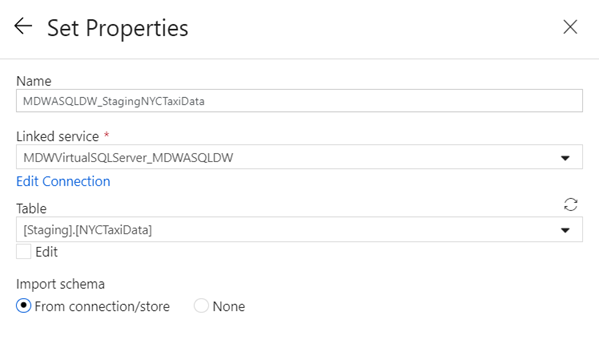 Set Properties
Name
MDWASQLDW_StagingNYCTaxiData
Linked service *
MDWVirtualSQLServer_MDWASQLDW
Edit Connection
Table
[Staging].[NYCTaxiData]
Edit
Import schema
From connection/store None